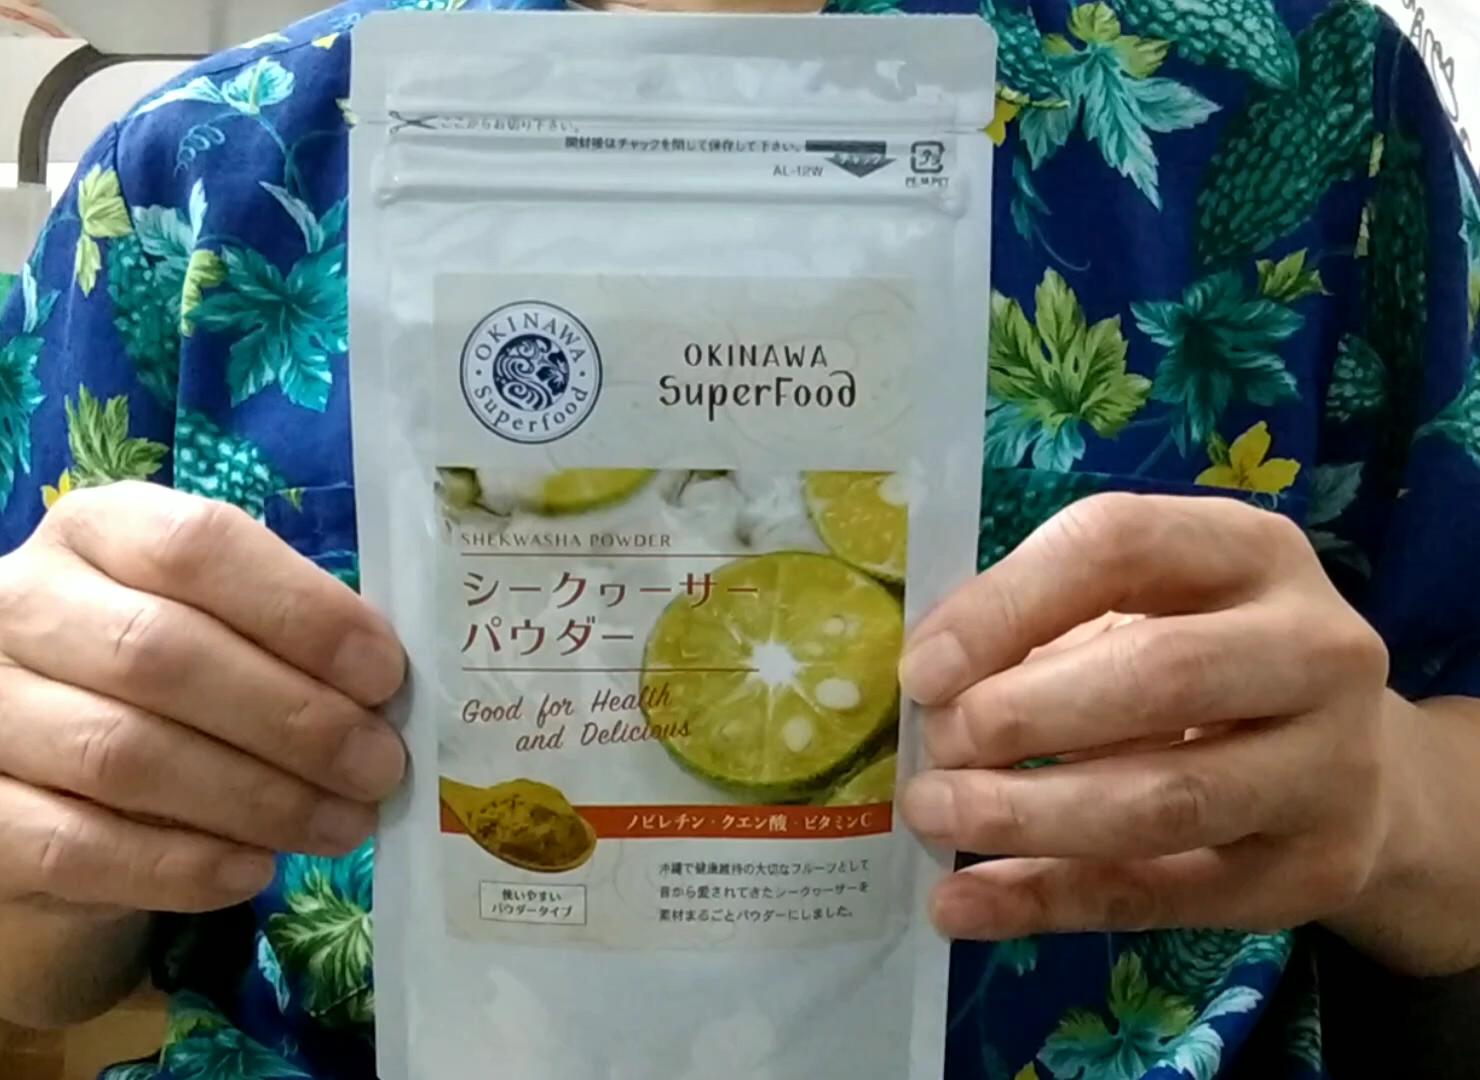 ここからお切り下さい。
開封後はチャックを閉じて保存して下さい。
チャック
AL-12W
プラ
PE,M,PET
OKINAWA
Superfood
OKINAWA
SuperFood
SHEKWASHA POWDER
シークヮーサー
パウダー
Good for Health
and Delicious
ノビレチン・クエン酸・ビタミンC
使いやすい
パウダータイプ
沖縄で健康維持の大切なフルーツとして
昔から愛されてきたシークヮーサーを
素材まるごとパウダーにしました。